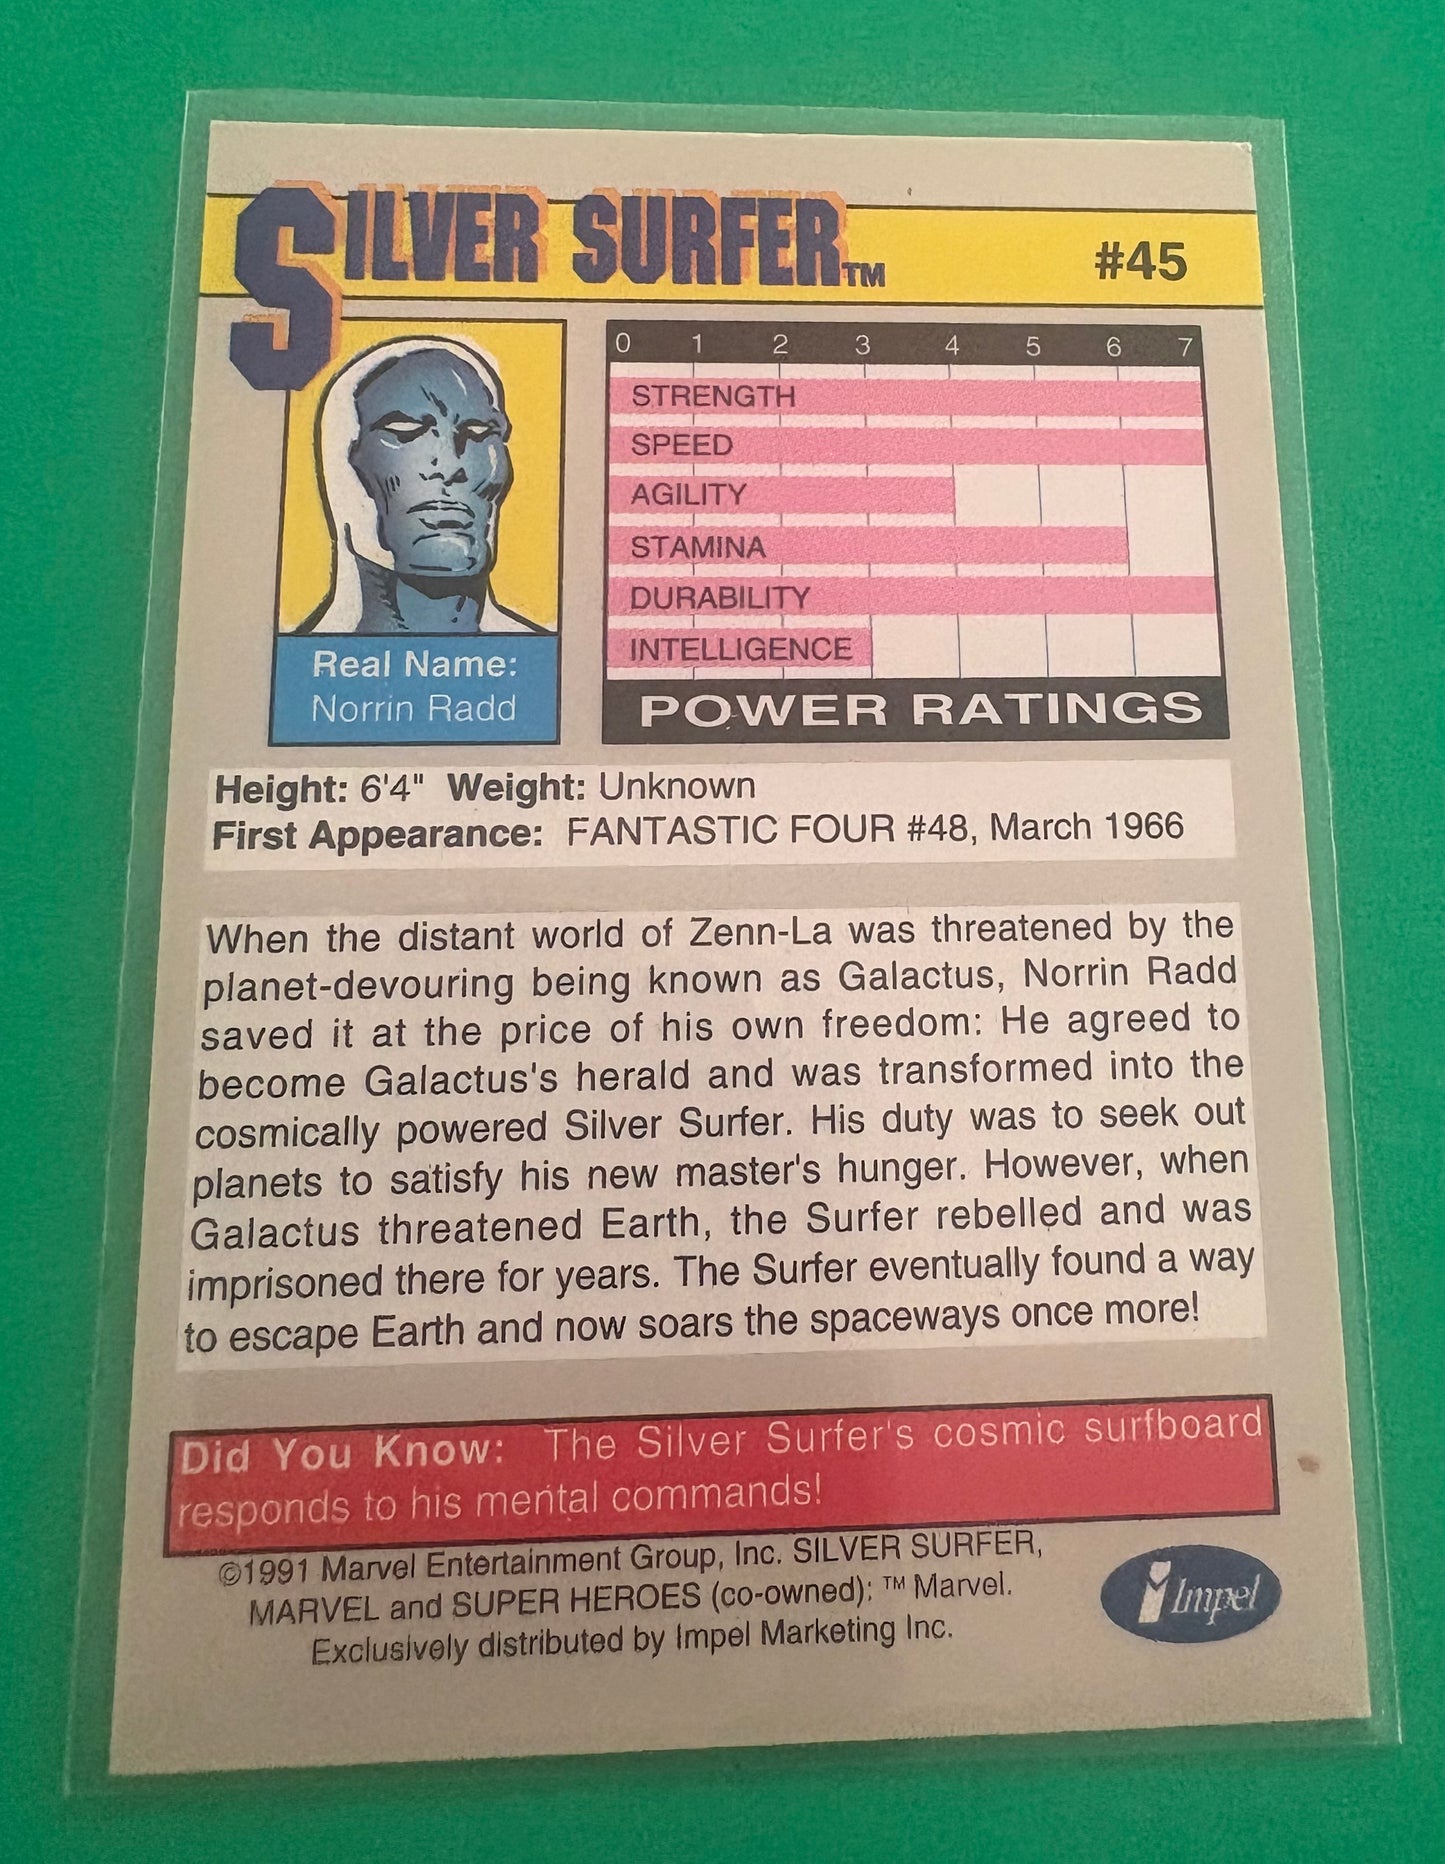 SILVER SURFER™ #45
0 1 2 3 4 5 6 7
STRENGTH
SPEED
AGILITY
STAMINA
DURABILITY
INTELLIGENCE
POWER RATINGS
Real Name:
Norrin Radd
Height: 6'4" Weight: Unknown
First Appearance: FANTASTIC FOUR #48, March 1966
When the distant world of Zenn-La was threatened by the
planet-devouring being known as Galactus, Norrin Radd
saved it at the price of his own freedom: He agreed to
become Galactus's herald and was transformed into the
cosmically powered Silver Surfer. His duty was to seek out
planets to satisfy his new master's hunger. However, when
Galactus threatened Earth, the Surfer rebelled and was
imprisoned there for years. The Surfer eventually found a way
to escape Earth and now soars the spaceways once more!
Did You Know: The Silver Surfer's cosmic surfboard
responds to his mental commands!
©1991 Marvel Entertainment Group, Inc. SILVER SURFER,
MARVEL and SUPER HEROES (co-owned): ™ Marvel.
Exclusively distributed by Impel Marketing Inc.
Impel